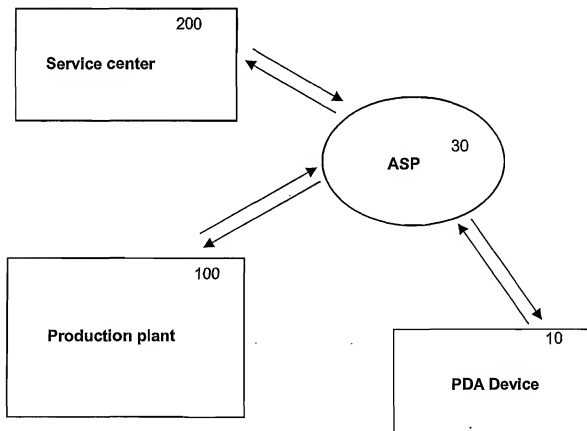 200
Service center
30
ASP
100
Production plant
10
PDA Device